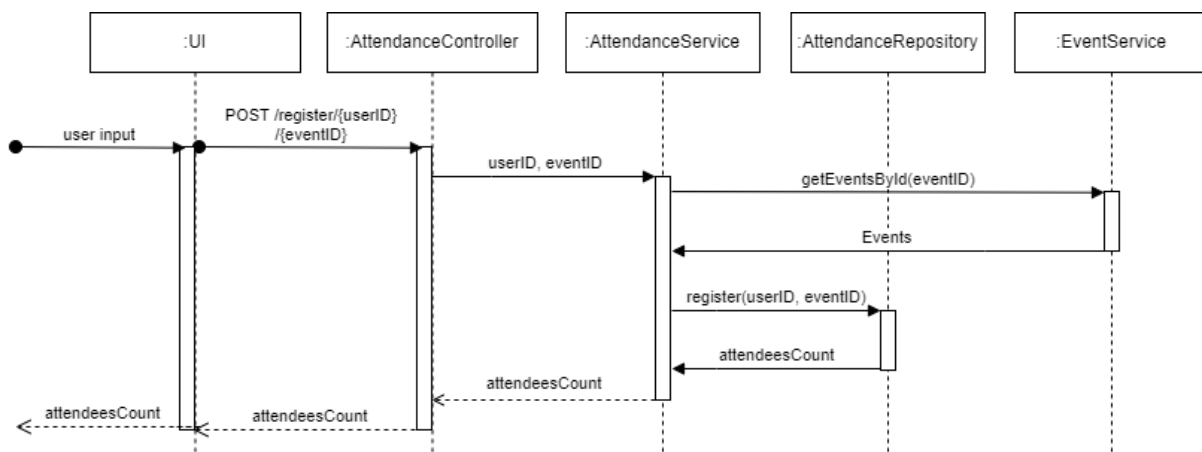 :UI
:AttendanceController
:AttendanceService
:AttendanceRepository
:EventService
POST /register/{userID}
/{eventID}
user input
userID, eventID
getEventsById(eventID)
Events
register(userID, eventID)
attendeesCount
attendeesCount
attendeesCount
attendeesCount